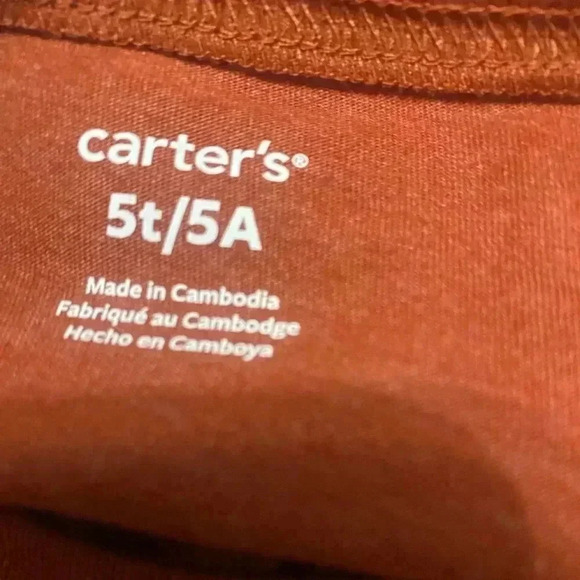 carter's®
5t/5A
Made in Cambodia
Fabriqué au Cambodge
Hecho en Camboya